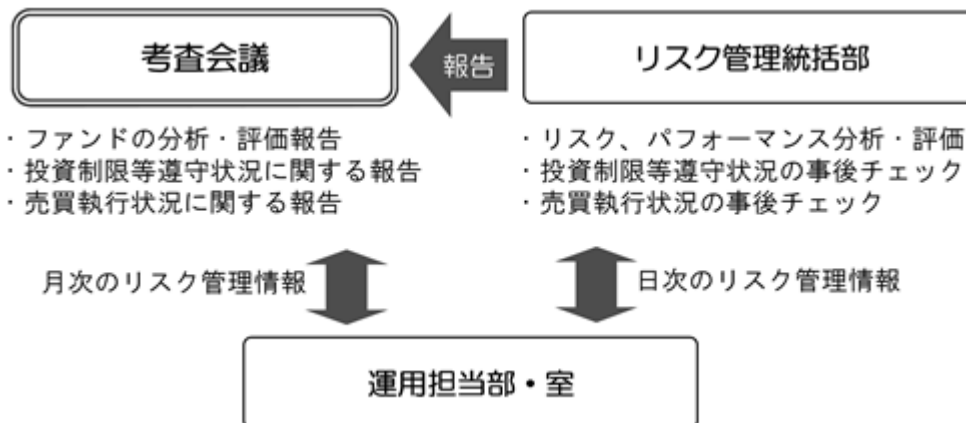 考査会議
報告
リスク管理統括部
・ファンドの分析・評価報告
・投資制限等遵守状況に関する報告
・売買執行状況に関する報告
・リスク、パフォーマンス分析・評価
・投資制限等遵守状況の事後チェック
・売買執行状況の事後チェック
月次のリスク管理情報
日次のリスク管理情報
運用担当部・室